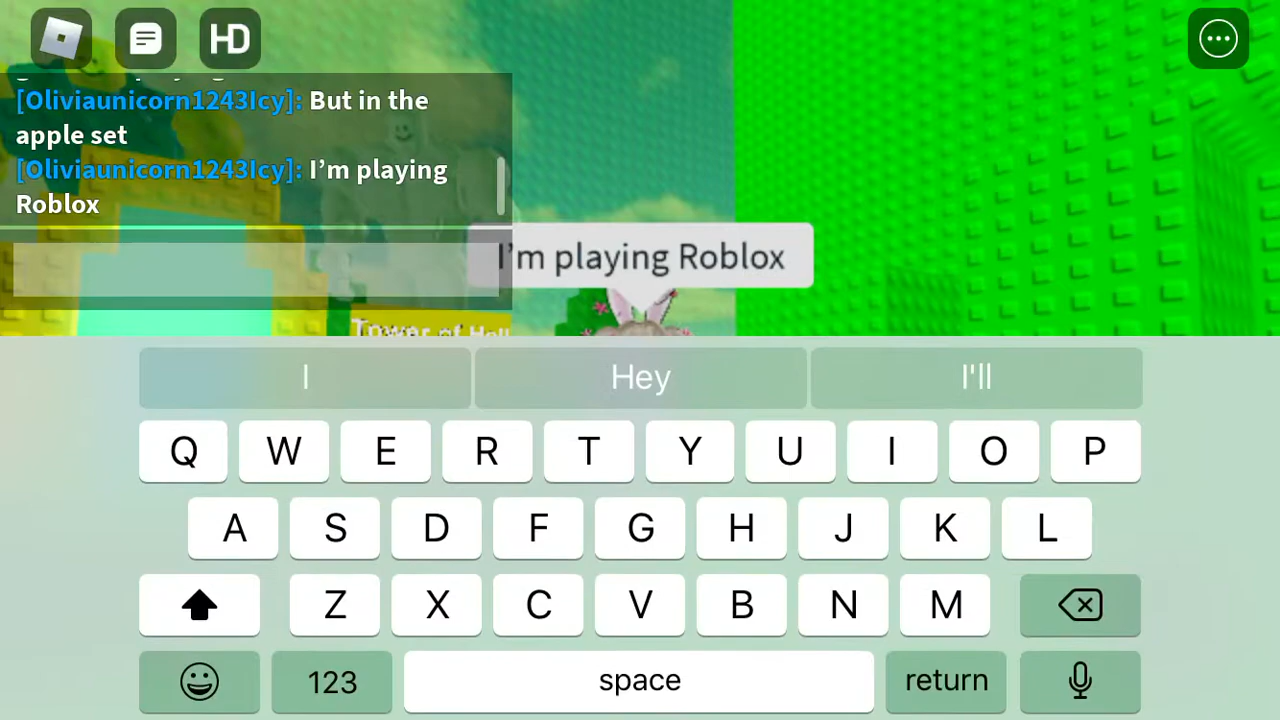 HD
[Oliviaunicorn1243Icy]: But in the
apple set
[Oliviaunicorn1243Icy]: I’m playing
Roblox
I’m playing Roblox
Tower of Hell
I
Hey
I'll
Q W E R T Y U I O P
A S D F G H J K L
Z X C V B N M
123
space
return